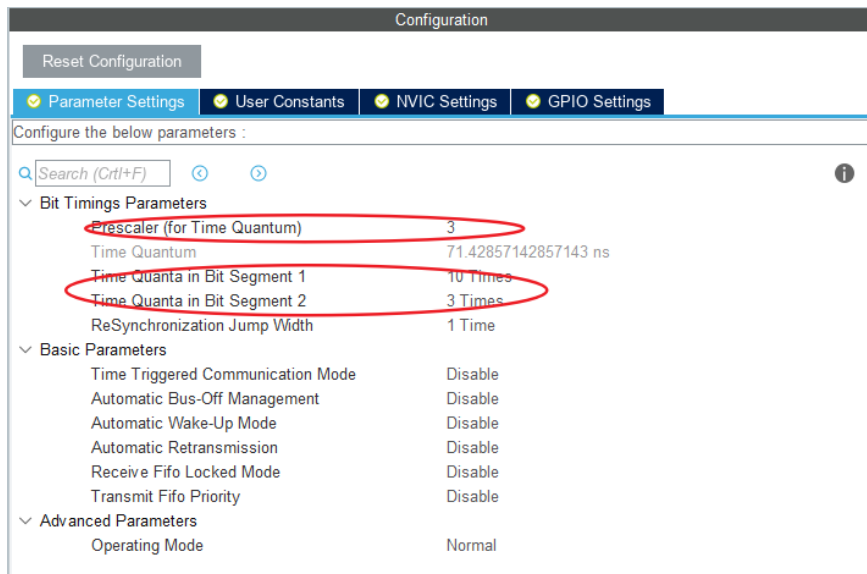 Configuration
Reset Configuration
Parameter Settings User Constants NVIC Settings GPIO Settings
Configure the below parameters :
Search (Crtl+F)
Bit Timings Parameters
Prescaler (for Time Quantum) 3
Time Quantum 71.42857142857143 ns
Time Quanta in Bit Segment 1 10 Times
Time Quanta in Bit Segment 2 3 Times
ReSynchronization Jump Width 1 Time
Basic Parameters
Time Triggered Communication Mode Disable
Automatic Bus-Off Management Disable
Automatic Wake-Up Mode Disable
Automatic Retransmission Disable
Receive Fifo Locked Mode Disable
Transmit Fifo Priority Disable
Advanced Parameters
Operating Mode Normal